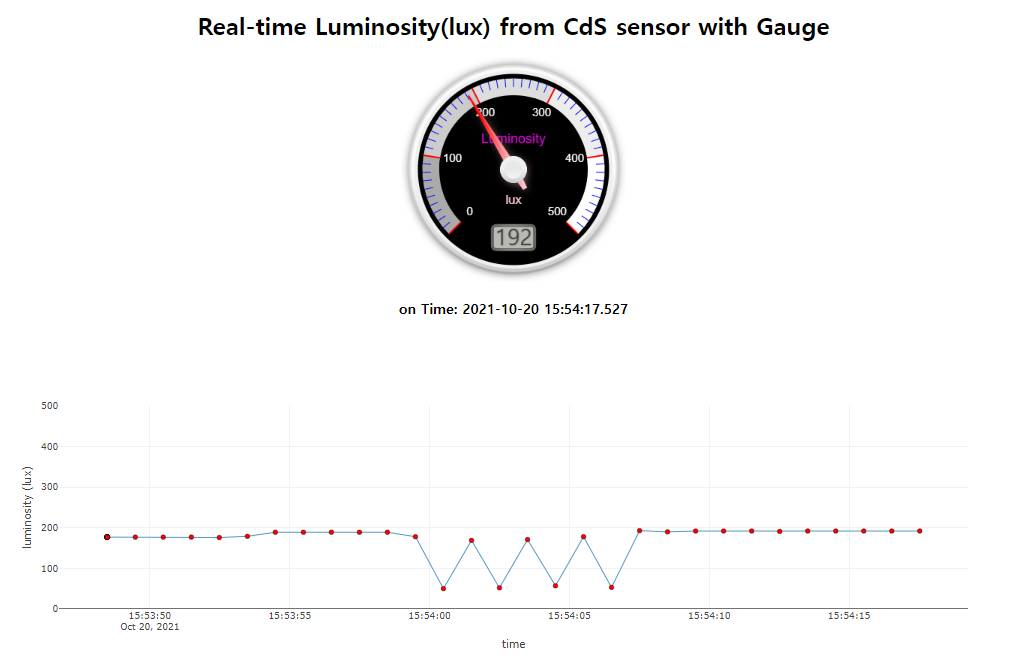 Real-time Luminosity(lux) from CdS sensor with Gauge
200 300
Luminosity
100 400
lux
0 500
192
on Time: 2021-10-20 15:54:17.527
500
400
300
200
100
0
luminosity (lux)
15:53:50 15:53:55 15:54:00 15:54:05 15:54:10 15:54:15
Oct 20, 2021
time